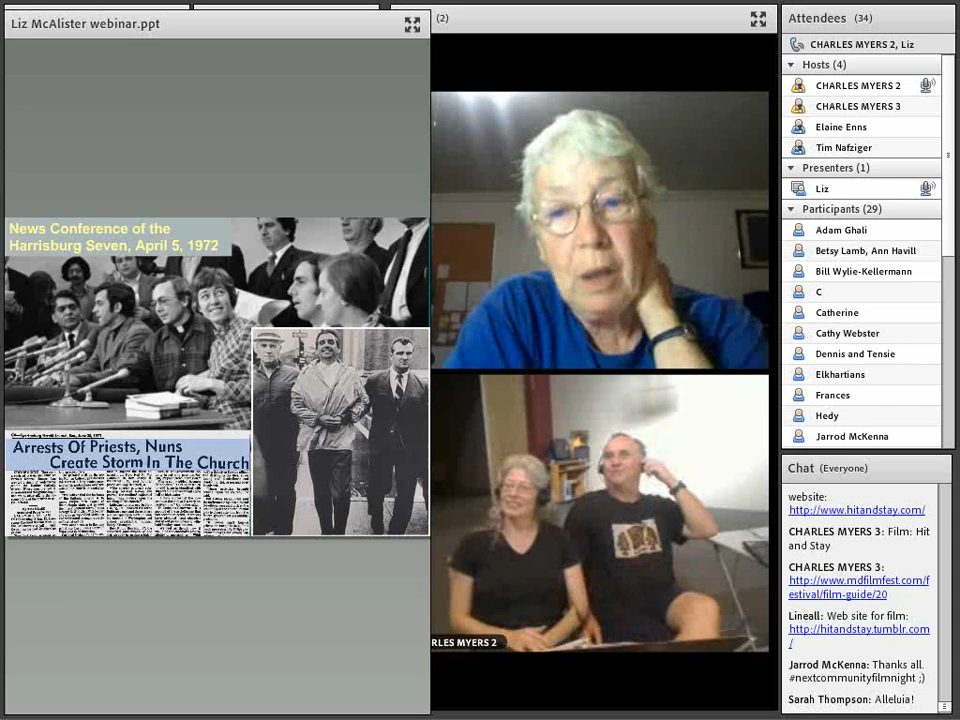 Liz McAlister webinar.ppt
News Conference of the
Harrisburg Seven, April 5, 1972
Arrests Of Priests, Nuns
Create Storm In The Church
(2)
RLES MYERS 2
Attendees (34)
CHARLES MYERS 2, Liz
Hosts (4)
CHARLES MYERS 2
CHARLES MYERS 3
Elaine Enns
Tim Nafziger
Presenters (1)
Liz
Participants (29)
Adam Ghali
Betsy Lamb, Ann Havill
Bill Wylie-Kellermann
C
Catherine
Cathy Webster
Dennis and Tensie
Elkhartians
Frances
Hedy
Jarrod McKenna
Chat (Everyone)
website:
http://www.hitandstay.com/
CHARLES MYERS 3: Film: Hit
and Stay
CHARLES MYERS 3:
http://www.mdfilmfest.com/f
estival/film-guide/20
Lineall: Web site for film:
http://hitandstay.tumblr.com
/
Jarrod McKenna: Thanks all.
#nextcommunityfilmnight ;)
Sarah Thompson: Alleluia!